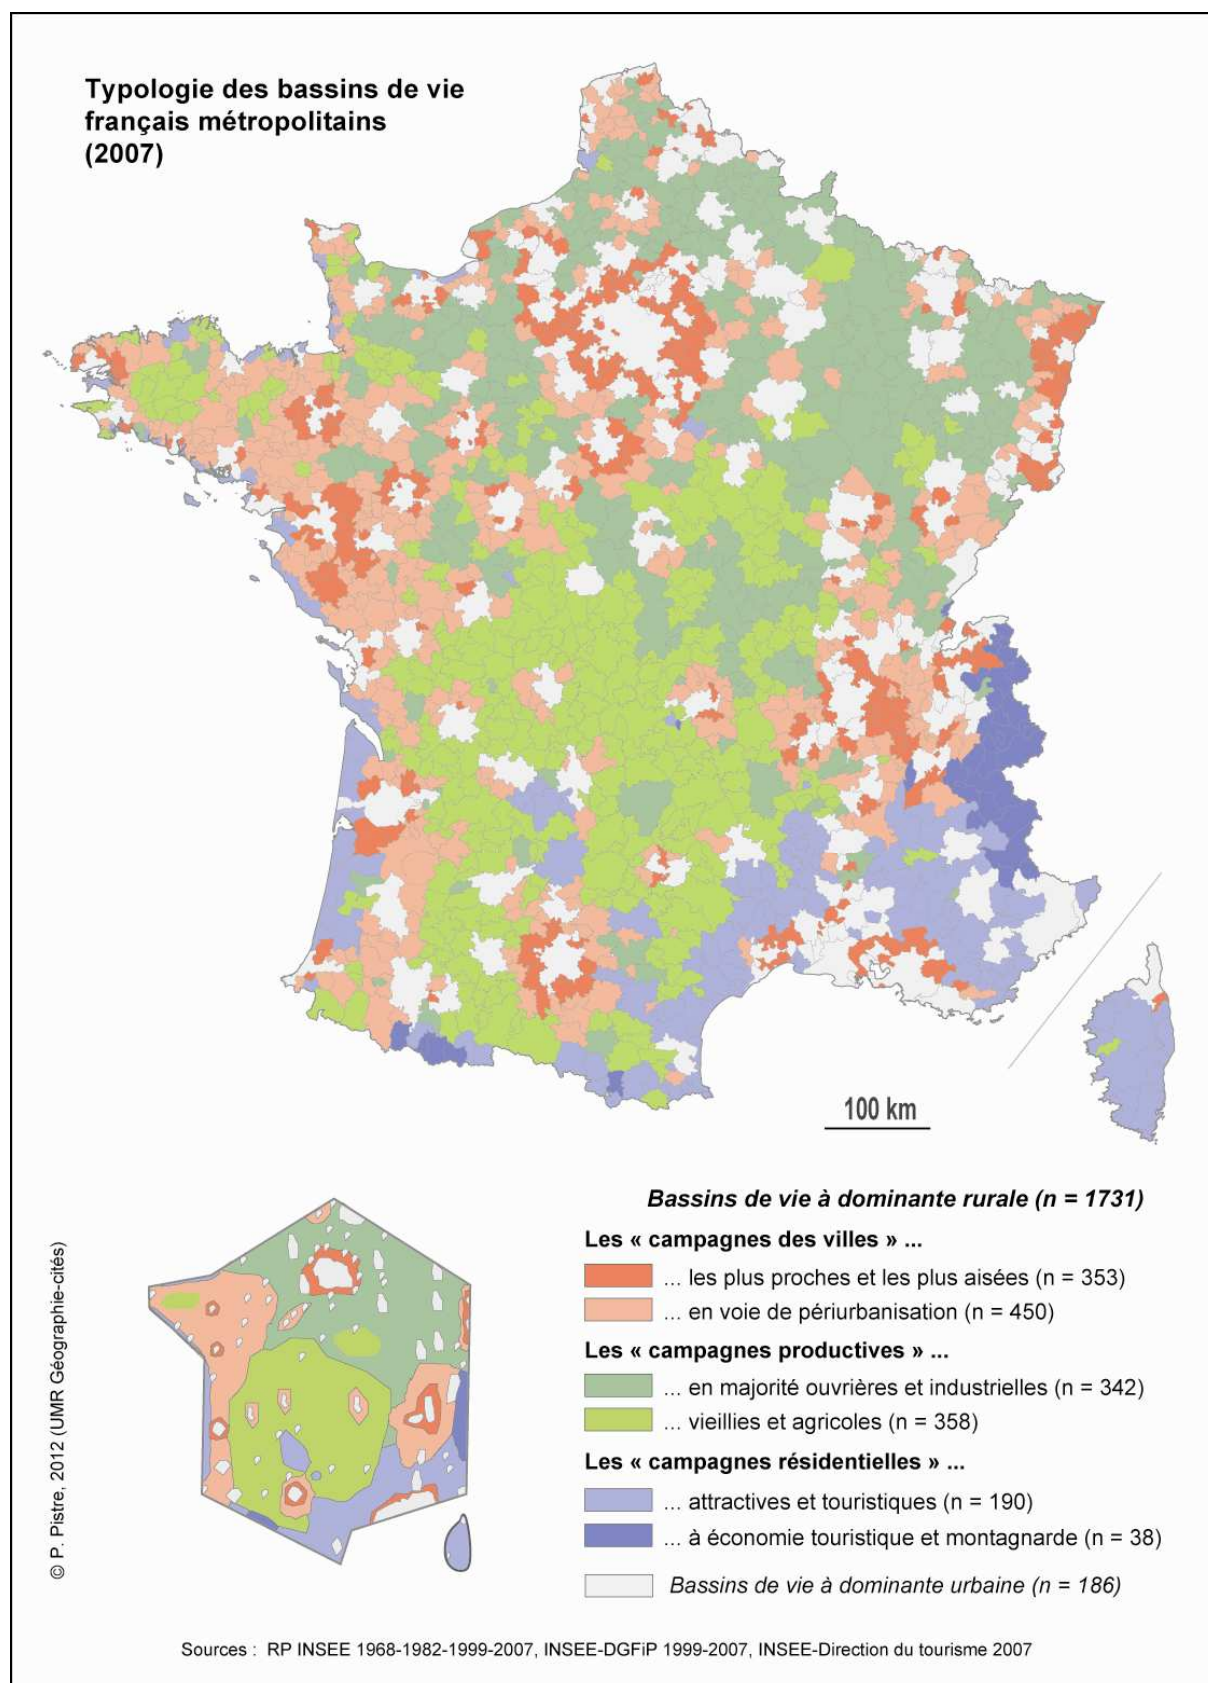 Typologie des bassins de vie
français métropolitains
(2007)
100 km
© P. Pistre, 2012 (UMR Géographie-cités)
Bassins de vie à dominante rurale (n = 1731)
Les « campagnes des villes » ...
... les plus proches et les plus aisées (n = 353)
... en voie de périurbanisation (n = 450)
Les « campagnes productives » ...
... en majorité ouvrières et industrielles (n = 342)
... vieillies et agricoles (n = 358)
Les « campagnes résidentielles » ...
... attractives et touristiques (n = 190)
... à économie touristique et montagnarde (n = 38)
Bassins de vie à dominante urbaine (n = 186)
Sources : RP INSEE 1968-1982-1999-2007, INSEE-DGFiP 1999-2007, INSEE-Direction du tourisme 2007